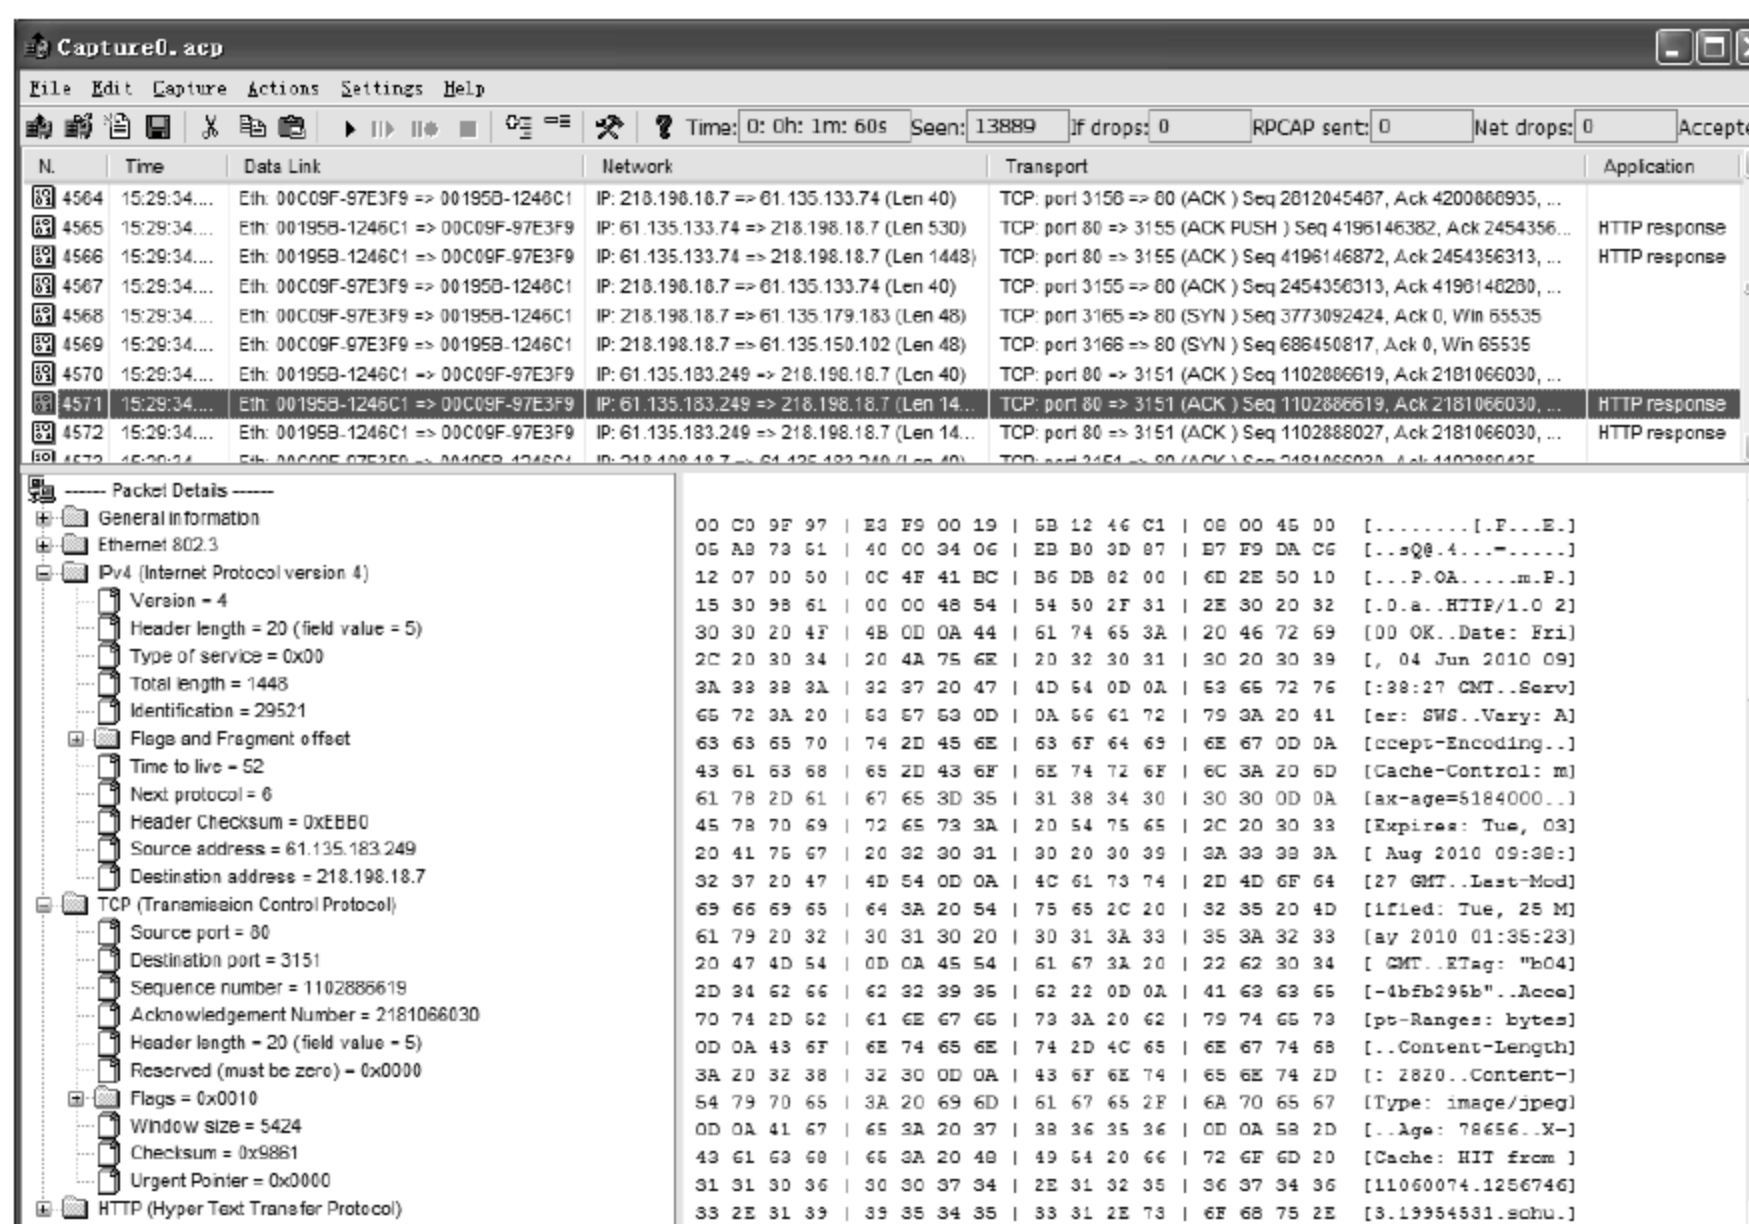 Capture0.acp
File Edit Capture Actions Settings Help
Time: 0: 0h: 1m: 60s Seen: 13889 If drops: 0 RPCAP sent: 0 Net drops: 0 Accepte
N. Time Data Link Network Transport Application
4564 15:29:34.... Eth: 00C09F-97E3F9 => 00195B-1246C1 IP: 218.198.18.7 => 61.135.133.74 (Len 40) TCP: port 3156 => 80 (ACK ) Seq 2812045467, Ack 4200888935, ...
4565 15:29:34.... Eth: 00195B-1246C1 => 00C09F-97E3F9 IP: 61.135.133.74 => 218.198.18.7 (Len 530) TCP: port 80 => 3155 (ACK PUSH ) Seq 4196146382, Ack 2454356... HTTP response
4566 15:29:34.... Eth: 00195B-1246C1 => 00C09F-97E3F9 IP: 61.135.133.74 => 218.198.18.7 (Len 1448) TCP: port 80 => 3155 (ACK ) Seq 4196146872, Ack 2454356313, ... HTTP response
4567 15:29:34.... Eth: 00C09F-97E3F9 => 00195B-1246C1 IP: 218.198.18.7 => 61.135.133.74 (Len 40) TCP: port 3155 => 80 (ACK ) Seq 2454356313, Ack 4196148280, ...
4568 15:29:34.... Eth: 00C09F-97E3F9 => 00195B-1246C1 IP: 218.198.18.7 => 61.135.179.183 (Len 48) TCP: port 3165 => 80 (SYN ) Seq 3773092424, Ack 0, Win 65535
4569 15:29:34.... Eth: 00C09F-97E3F9 => 00195B-1246C1 IP: 218.198.18.7 => 61.135.150.102 (Len 48) TCP: port 3166 => 80 (SYN ) Seq 686450817, Ack 0, Win 65535
4570 15:29:34.... Eth: 00195B-1246C1 => 00C09F-97E3F9 IP: 61.135.183.249 => 218.198.18.7 (Len 40) TCP: port 80 => 3151 (ACK ) Seq 1102886619, Ack 2181066030, ...
4571 15:29:34.... Eth: 00195B-1246C1 => 00C09F-97E3F9 IP: 61.135.183.249 => 218.198.18.7 (Len 14... TCP: port 80 => 3151 (ACK ) Seq 1102886619, Ack 2181066030, ... HTTP response
4572 15:29:34.... Eth: 00195B-1246C1 => 00C09F-97E3F9 IP: 61.135.183.249 => 218.198.18.7 (Len 14... TCP: port 80 => 3151 (ACK ) Seq 1102888027, Ack 2181066030, ... HTTP response
------ Packet Details ------
General information
Ethernet 802.3
IPv4 (Internet Protocol version 4)
Version = 4
Header length = 20 (field value = 5)
Type of service = 0x00
Total length = 1448
Identification = 29521
Flags and Fragment offset
Time to live = 52
Next protocol = 6
Header Checksum = 0xEBB0
Source address = 61.135.183.249
Destination address = 218.198.18.7
TCP (Transmission Control Protocol)
Source port = 80
Destination port = 3151
Sequence number = 1102886619
Acknowledgement Number = 2181066030
Header length = 20 (field value = 5)
Reserved (must be zero) = 0x0000
Flags = 0x0010
Window size = 5424
Checksum = 0x9861
Urgent Pointer = 0x0000
HTTP (Hyper Text Transfer Protocol)
00 C0 9F 97 | E3 F9 00 19 | 5B 12 46 C1 | 08 00 45 00 [........[.F...E.]
05 A8 73 51 | 40 00 34 06 | EB B0 3D 87 | B7 F9 DA C6 [..sQ@.4...=.....]
12 07 00 50 | 0C 4F 41 BC | B6 DB 82 00 | 6D 2E 50 10 [...P.OA.....m.P.]
15 30 98 61 | 00 00 48 54 | 54 50 2F 31 | 2E 30 20 32 [.0.a..HTTP/1.0 2]
30 30 20 4F | 4B 0D 0A 44 | 61 74 65 3A | 20 46 72 69 [00 OK..Date: Fri]
2C 20 30 34 | 20 4A 75 6E | 20 32 30 31 | 30 20 30 39 [, 04 Jun 2010 09]
3A 33 38 3A | 32 37 20 47 | 4D 54 0D 0A | 53 65 72 76 [:38:27 GMT..Serv]
65 72 3A 20 | 53 57 53 0D | 0A 56 61 72 | 79 3A 20 41 [er: SWS..Vary: A]
63 63 65 70 | 74 2D 45 6E | 63 6F 64 69 | 6E 67 0D 0A [ccept-Encoding..]
43 61 63 68 | 65 2D 43 6F | 6E 74 72 6F | 6C 3A 20 6D [Cache-Control: m]
61 78 2D 61 | 67 65 3D 35 | 31 38 34 30 | 30 30 0D 0A [ax-age=5184000..]
45 78 70 69 | 72 65 73 3A | 20 54 75 65 | 2C 20 30 33 [Expires: Tue, 03]
20 41 75 67 | 20 32 30 31 | 30 20 30 39 | 3A 33 38 3A [ Aug 2010 09:38:]
32 37 20 47 | 4D 54 0D 0A | 4C 61 73 74 | 2D 4D 6F 64 [27 GMT..Last-Mod]
69 66 69 65 | 64 3A 20 54 | 75 65 2C 20 | 32 35 20 4D [ified: Tue, 25 M]
61 79 20 32 | 30 31 30 20 | 30 31 3A 33 | 35 3A 32 33 [ay 2010 01:35:23]
20 47 4D 54 | 0D 0A 45 54 | 61 67 3A 20 | 22 62 30 34 [ GMT..ETag: "b04]
2D 34 62 66 | 62 32 39 35 | 62 22 0D 0A | 41 63 63 65 [-4bfb295b"..Acce]
70 74 2D 52 | 61 6E 67 65 | 73 3A 20 62 | 79 74 65 73 [pt-Ranges: bytes]
0D 0A 43 6F | 6E 74 65 6E | 74 2D 4C 65 | 6E 67 74 68 [..Content-Length]
3A 20 32 38 | 32 30 0D 0A | 43 6F 6E 74 | 65 6E 74 2D [: 2820..Content-]
54 79 70 65 | 3A 20 69 6D | 61 67 65 2F | 6A 70 65 67 [Type: image/jpeg]
0D 0A 41 67 | 65 3A 20 37 | 38 36 35 36 | 0D 0A 58 2D [..Age: 78656..X-]
43 61 63 68 | 65 3A 20 48 | 49 54 20 66 | 72 6F 6D 20 [Cache: HIT from ]
31 31 30 36 | 30 30 37 34 | 2E 31 32 35 | 36 37 34 36 [11060074.1256746]
33 2E 31 39 | 39 35 34 35 | 33 31 2E 73 | 6F 68 75 2E [3.19954531.sohu.]